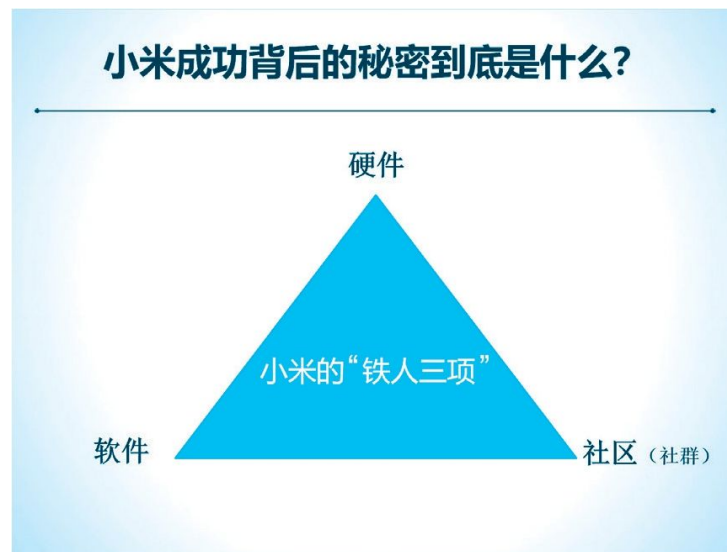 小米成功背后的秘密到底是什么?
硬件
小米的“铁人三项”
软件
社区（社群）